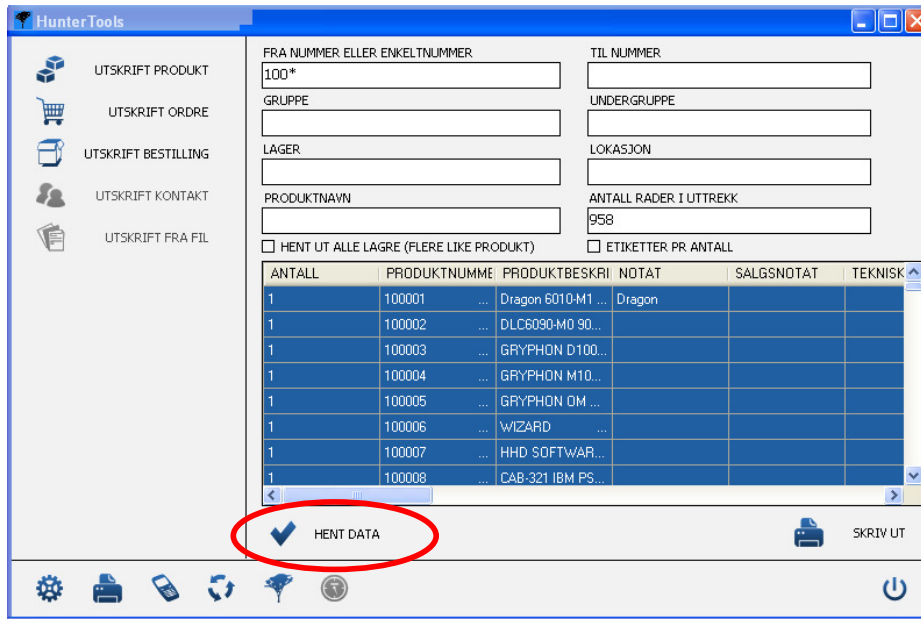 HunterTools
UTSKRIFT PRODUKT
UTSKRIFT ORDRE
UTSKRIFT BESTILLING
UTSKRIFT KONTAKT
UTSKRIFT FRA FIL
FRA NUMMER ELLER ENKELTNUMMER TIL NUMMER
100*
GRUPPE UNDERGRUPPE
LAGER LOKASJON
PRODUKTNAVN ANTALL RADER I UTTREKK
958
HENT UT ALLE LAGRE (FLERE LIKE PRODUKT) ETIKETTER PR ANTALL
ANTALL PRODUKTNUMME PRODUKTBESKRI NOTAT SALGSNOTAT TEKNISK
1 100001 ... Dragon 6010-M1 ... Dragon
1 100002 ... DLC6090-M0 90...
1 100003 ... GRYPHON D100...
1 100004 ... GRYPHON M10...
1 100005 ... GRYPHON OM ...
1 100006 ... WIZARD ...
1 100007 ... HHD SOFTWAR...
1 100008 ... CAB-321 IBM PS...
HENT DATA SKRIV UT